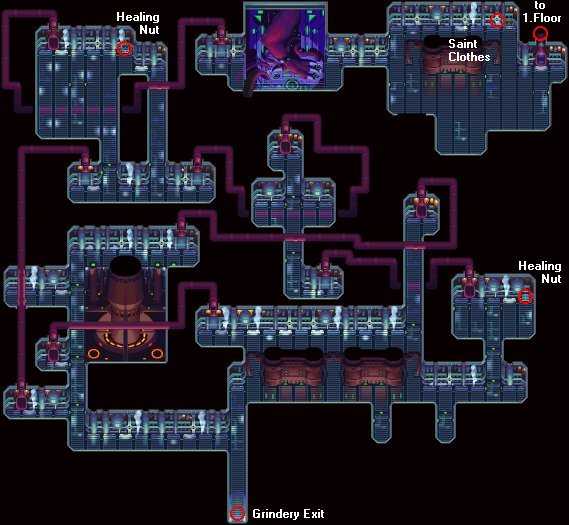 Healing
Nut
to
1.Floor
Saint
Clothes
Healing
Nut
Grindery Exit